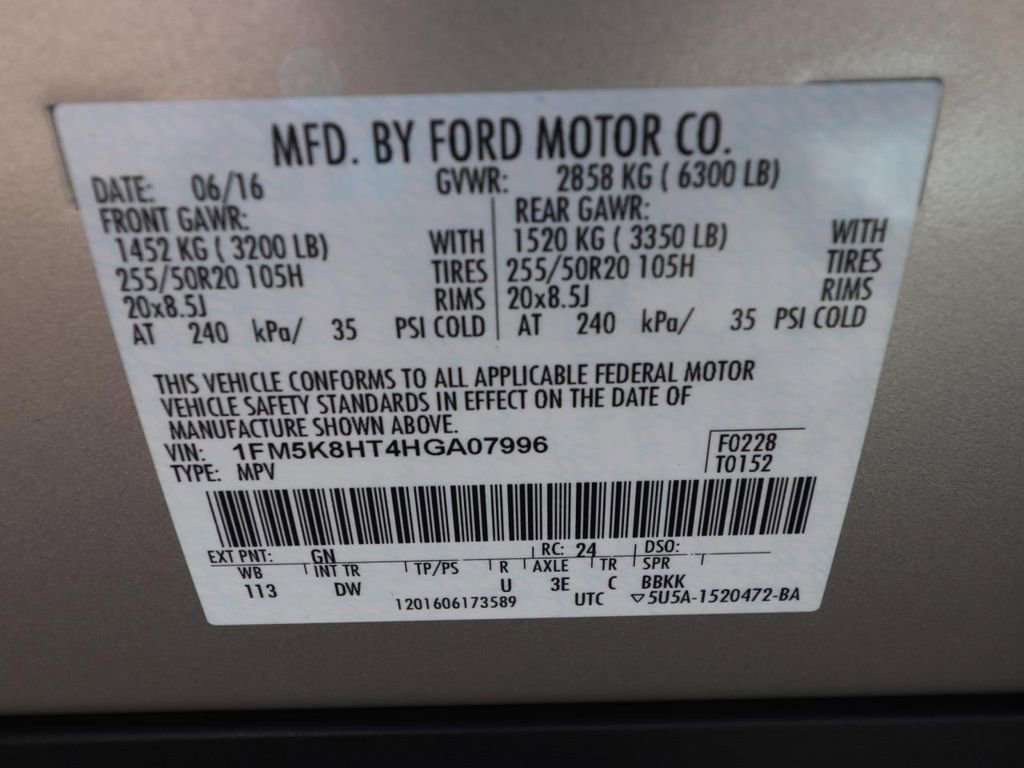 MFD. BY FORD MOTOR CO.
DATE: 06/16 GVWR: 2858 KG ( 6300 LB)
FRONT GAWR: REAR GAWR:
1452 KG ( 3200 LB) WITH 1520 KG ( 3350 LB) WITH
255/50R20 105H TIRES 255/50R20 105H TIRES
20x8.5J RIMS 20x8.5J RIMS
AT 240 kPa/ 35 PSI COLD AT 240 kPa/ 35 PSI COLD
THIS VEHICLE CONFORMS TO ALL APPLICABLE FEDERAL MOTOR
VEHICLE SAFETY STANDARDS IN EFFECT ON THE DATE OF
MANUFACTURE SHOWN ABOVE.
VIN: 1FM5K8HT4HGA07996 F0228
TYPE: MPV T0152
EXT PNT: GN RC: 24 DSO:
WB INT TR TP/PS R AXLE TR SPR
113 DW U 3E C BBKK
1201606173589 UTC ▽5U5A-1520472-BA